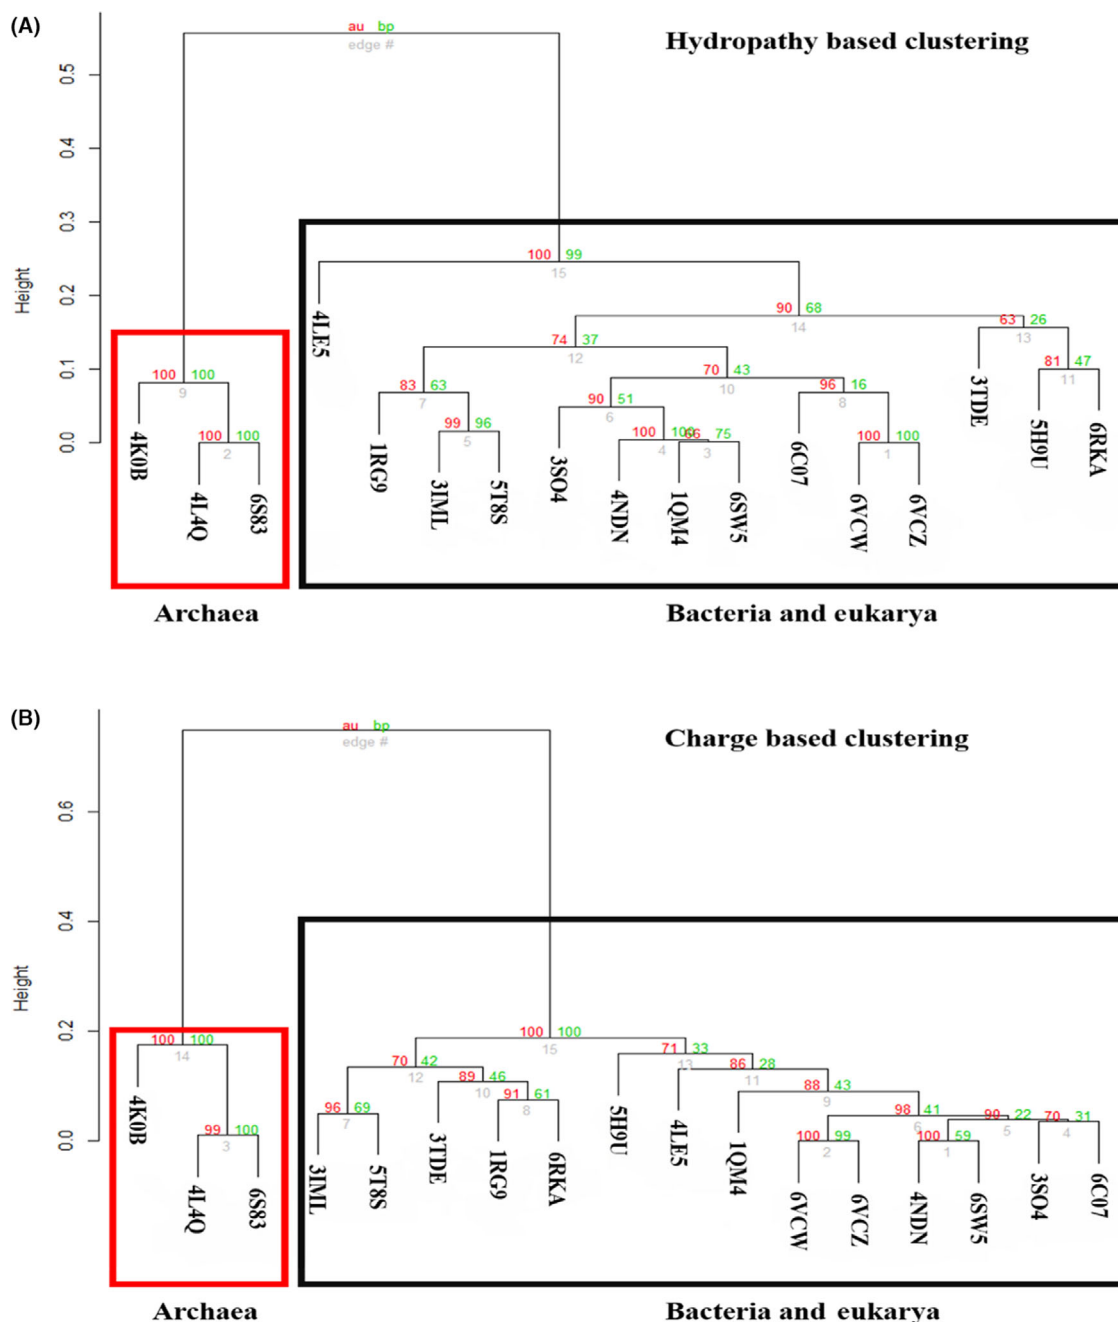 (A)
au bp
edge #
Hydropathy based clustering
Height
0.5
0.4
0.3
0.2
0.1
0.0
100 99
15
4LE5
90 68
14
74 37
12
63 26
13
100 100
9
83 63
7
70 43
10
81 47
11
4K0B
100 100
2
1RG9
99 96
5
90 51
6
96 16
8
3TDE
4L4Q
6S83
3IML
5T8S
3SO4
100 100
4
66 75
3
6C07
100 100
1
5H9U
6RKA
4NDN
1QM4
6SW5
6VCW
6VCZ
Archaea
Bacteria and eukarya
(B)
au bp
edge #
Charge based clustering
Height
0.6
0.4
0.2
0.0
100 100
14
100 100
15
70 42
12
71 33
13
86 28
11
4K0B
99 100
3
96 69
7
89 46
10
91 61
8
88 43
9
98 41
6
99 22
5
70 31
4
100 99
2
100 59
1
4L4Q
6S83
3IML
5T8S
3TDE
1RG9
6RKA
5H9U
4LE5
1QM4
6VCW
6VCZ
4NDN
6SW5
3SO4
6C07
Archaea
Bacteria and eukarya